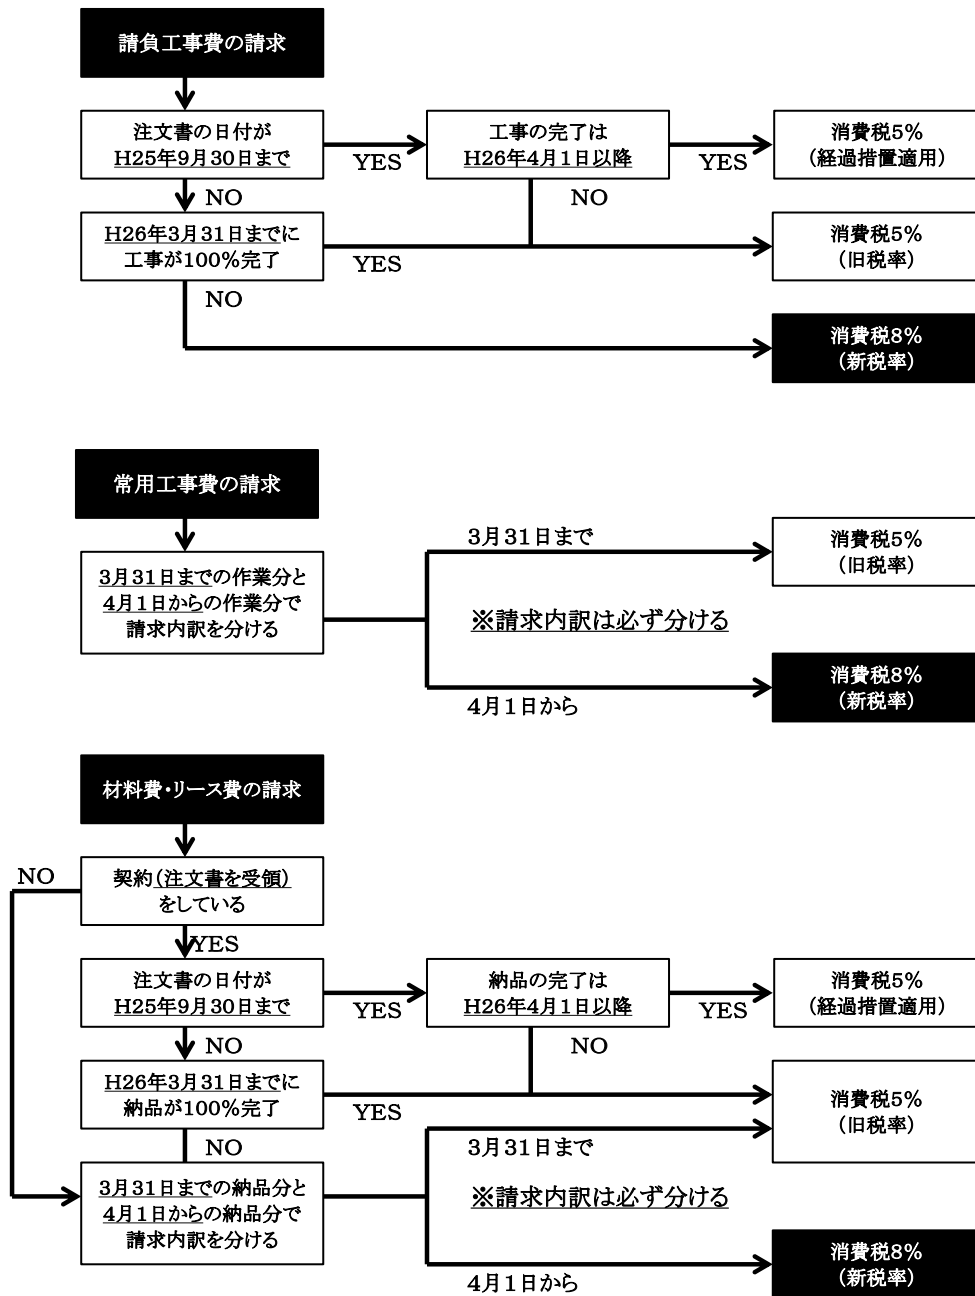 請負工事費の請求
注文書の日付が
H25年9月30日まで
YES
工事の完了は
H26年4月1日以降
YES
消費税5%
(経過措置適用)
NO
NO
H26年3月31日までに
工事が100%完了
YES
消費税5%
(旧税率)
NO
消費税8%
(新税率)
常用工事費の請求
3月31日までの作業分と
4月1日からの作業分で
請求内訳を分ける
3月31日まで
消費税5%
(旧税率)
※請求内訳は必ず分ける
4月1日から
消費税8%
(新税率)
材料費・リース費の請求
NO
契約(注文書を受領)
をしている
YES
注文書の日付が
H25年9月30日まで
YES
納品の完了は
H26年4月1日以降
YES
消費税5%
(経過措置適用)
NO
NO
H26年3月31日までに
納品が100%完了
YES
消費税5%
(旧税率)
NO
3月31日まで
3月31日までの納品分と
4月1日からの納品分で
請求内訳を分ける
※請求内訳は必ず分ける
4月1日から
消費税8%
(新税率)